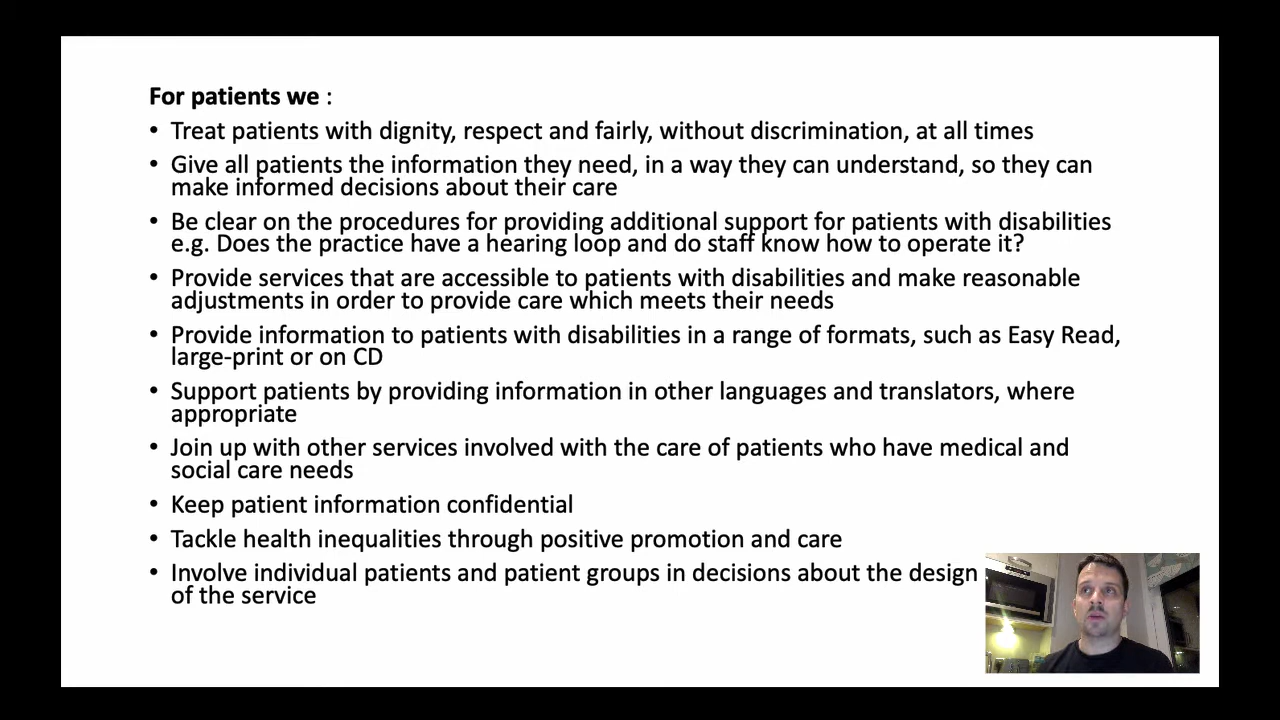 For patients we :
• Treat patients with dignity, respect and fairly, without discrimination, at all times
• Give all patients the information they need, in a way they can understand, so they can
make informed decisions about their care
• Be clear on the procedures for providing additional support for patients with disabilities
e.g. Does the practice have a hearing loop and do staff know how to operate it?
• Provide services that are accessible to patients with disabilities and make reasonable
adjustments in order to provide care which meets their needs
• Provide information to patients with disabilities in a range of formats, such as Easy Read,
large-print or on CD
• Support patients by providing information in other languages and translators, where
appropriate
• Join up with other services involved with the care of patients who have medical and
social care needs
• Keep patient information confidential
• Tackle health inequalities through positive promotion and care
• Involve individual patients and patient groups in decisions about the design
of the service